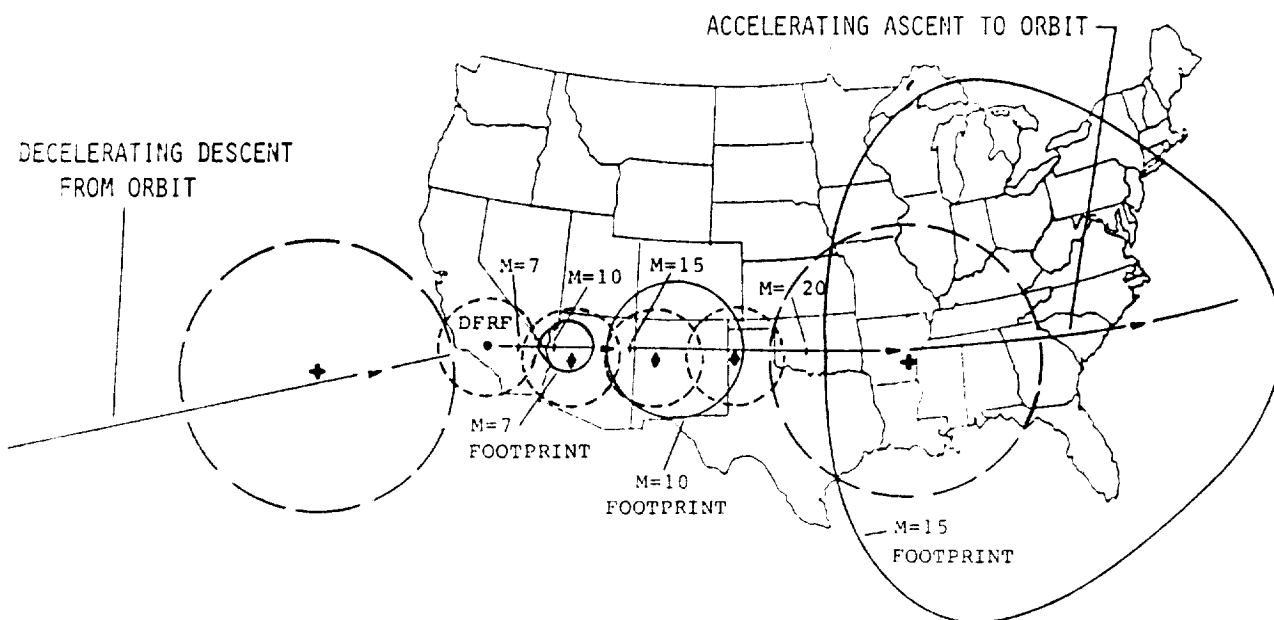 ACCELERATING ASCENT TO ORBIT
DECELERATING DESCENT
FROM ORBIT
M=7
M=10
M=15
M= 20
DFRF
M=7
FOOTPRINT
M=10
FOOTPRINT
M=15
FOOTPRINT